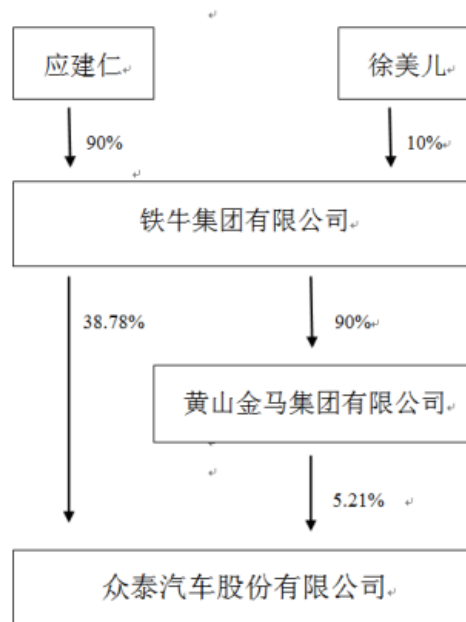 应建仁
徐美儿
90%
10%
铁牛集团有限公司
38.78%
90%
黄山金马集团有限公司
5.21%
众泰汽车股份有限公司